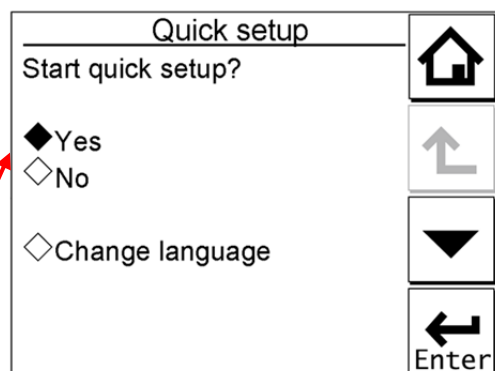 Quick setup
Start quick setup?
Yes
No
Change language
Enter